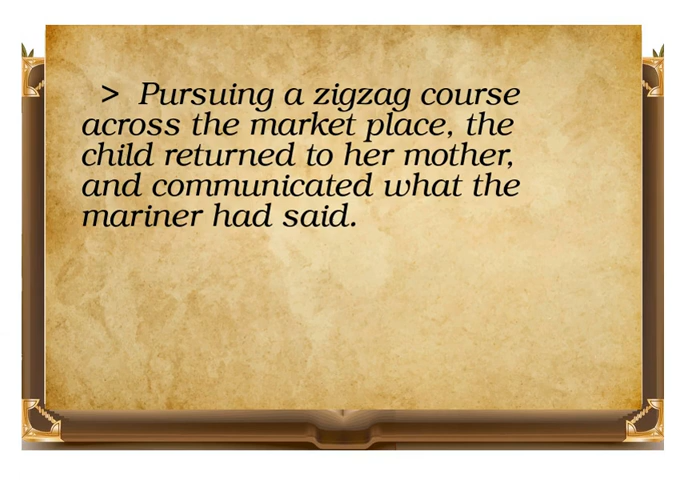 > Pursuing a zigzag course
across the market place, the
child returned to her mother,
and communicated what the
mariner had said.